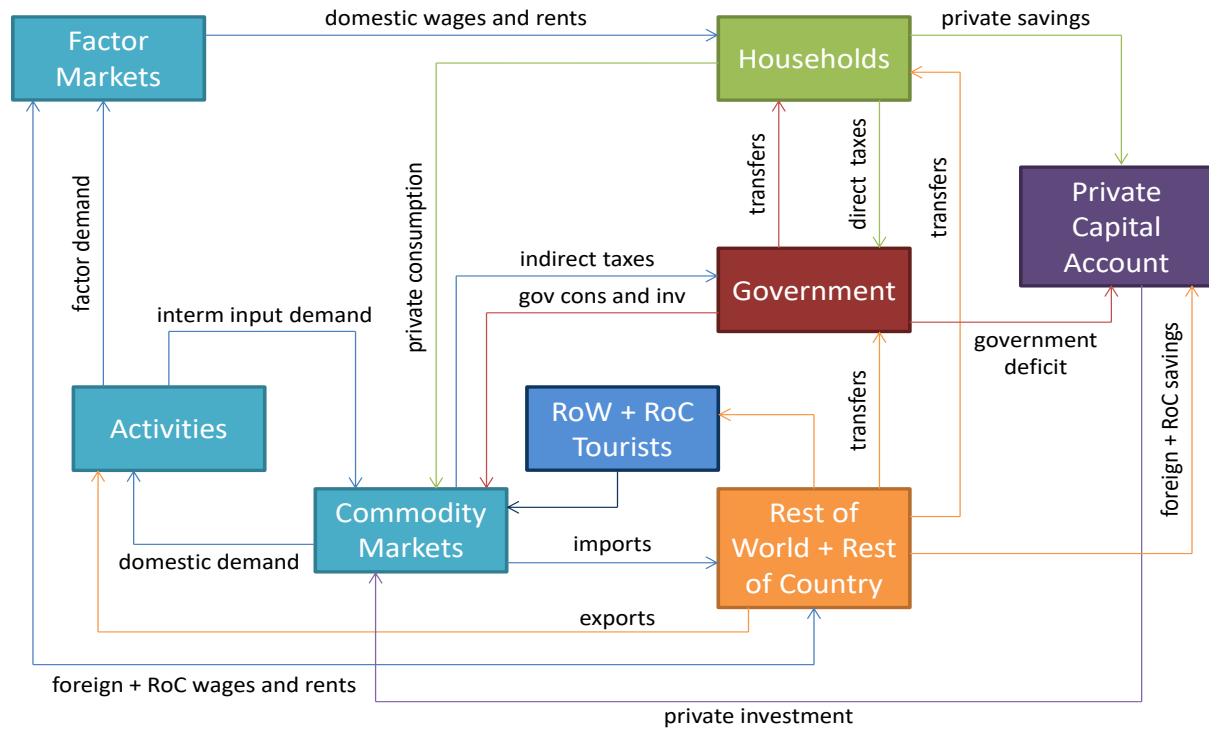 domestic wages and rents
private savings
Factor
Markets
Households
transfers
direct taxes
transfers
private consumption
factor demand
Private
Capital
Account
indirect taxes
Government
gov cons and inv
interm input demand
government
deficit
foreign + RoC savings
transfers
RoW + RoC
Tourists
Activities
Commodity
Markets
Rest of
World + Rest
of Country
imports
domestic demand
exports
foreign + RoC wages and rents
private investment